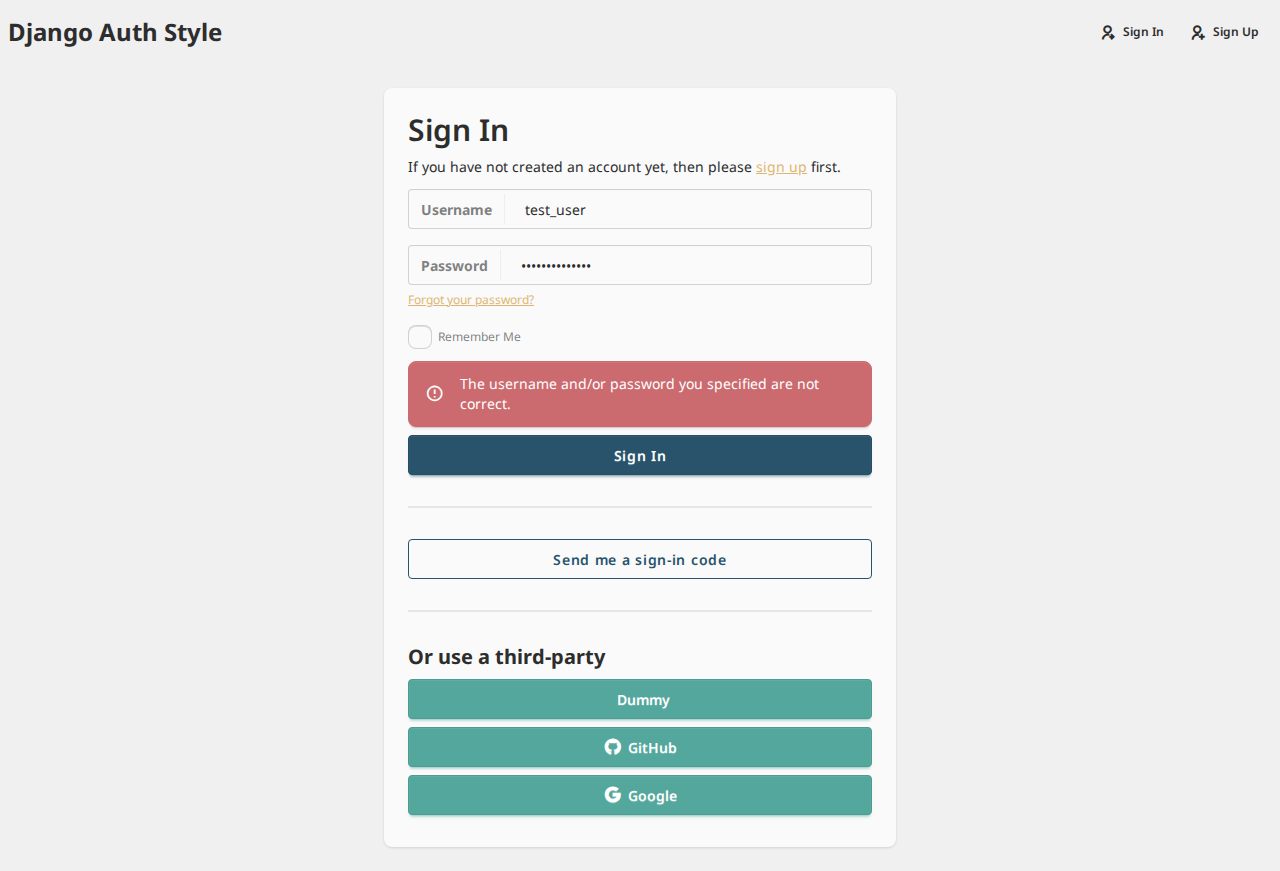 Django Auth Style
Sign In
Sign Up
Sign In
If you have not created an account yet, then please sign up first.
Username
test_user
Password
••••••••••••••
Forgot your password?
Remember Me
The username and/or password you specified are not
correct.
Sign In
Send me a sign-in code
Or use a third-party
Dummy
GitHub
Google